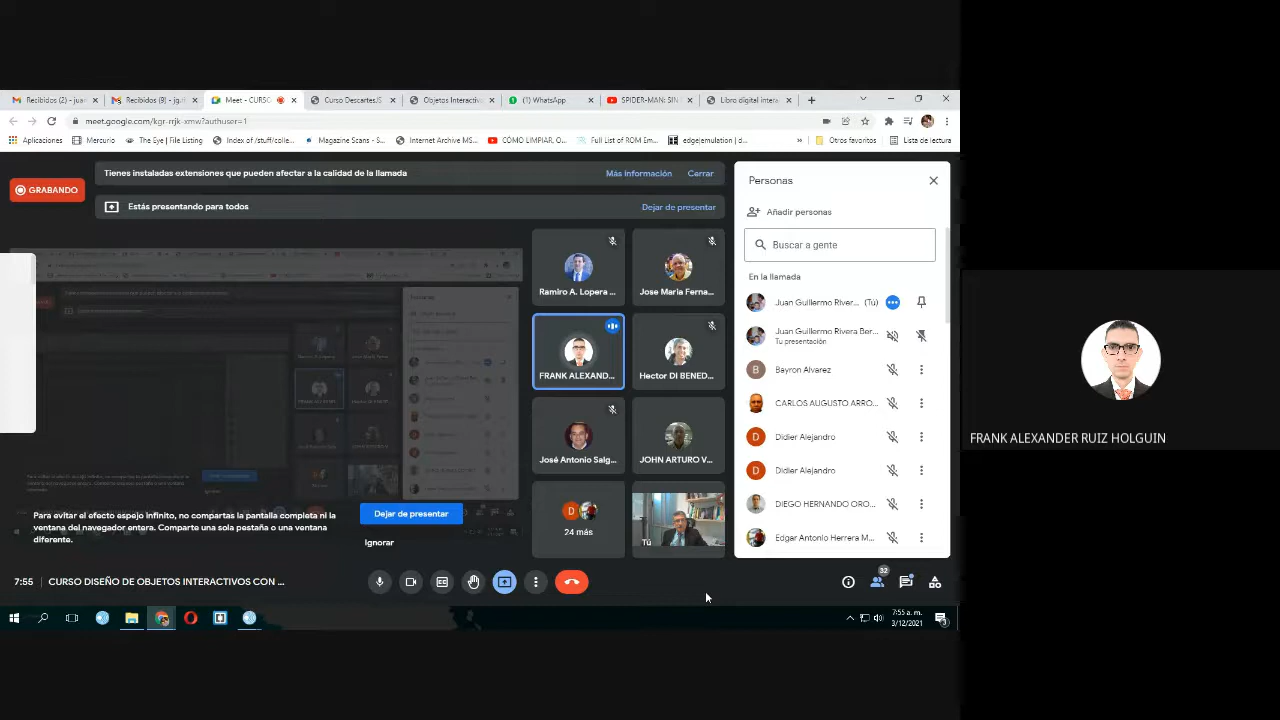 Recibidos (2) - juan
Recibidos (9) - jg.ri
Meet - CURSO
Curso DescartesJS
Objetos Interactivo
(1) WhatsApp
SPIDER-MAN: SIN
Libro digital intera
meet.google.com/kgr-rrjk-xmw?authuser=1
Aplicaciones
Mercurio
The Eye | File Listing
Index of /stuff/colle...
Magazine Scans - S...
Internet Archive MS...
CÓMO LIMPIAR, O...
Full List of ROM Em...
edge|emulation | d...
»
Otros favoritos
Lista de lectura
GRABANDO
Tienes instaladas extensiones que pueden afectar a la calidad de la llamada
Más información
Cerrar
Estás presentando para todos
Dejar de presentar
Ramiro A. Lopera ...
Jose Maria Ferna...
FRANK ALEXAND...
Hector DI BENED...
José Antonio Salg...
JOHN ARTURO V...
D
24 más
Tú
Para evitar el efecto espejo infinito, no compartas la pantalla completa ni la
ventana del navegador entera. Comparte una sola pestaña o una ventana
diferente.
Dejar de presentar
Ignorar
Personas
Añadir personas
Buscar a gente
En la llamada
Juan Guillermo River... (Tú)
Juan Guillermo Rivera Ber...
Tu presentación
B
Bayron Alvarez
CARLOS AUGUSTO ARRO...
D
Didier Alejandro
D
Didier Alejandro
DIEGO HERNANDO ORO...
Edgar Antonio Herrera M...
7:55 | CURSO DISEÑO DE OBJETOS INTERACTIVOS CON ...
32
7:55 a. m.
3/12/2021
3
FRANK ALEXANDER RUIZ HOLGUIN